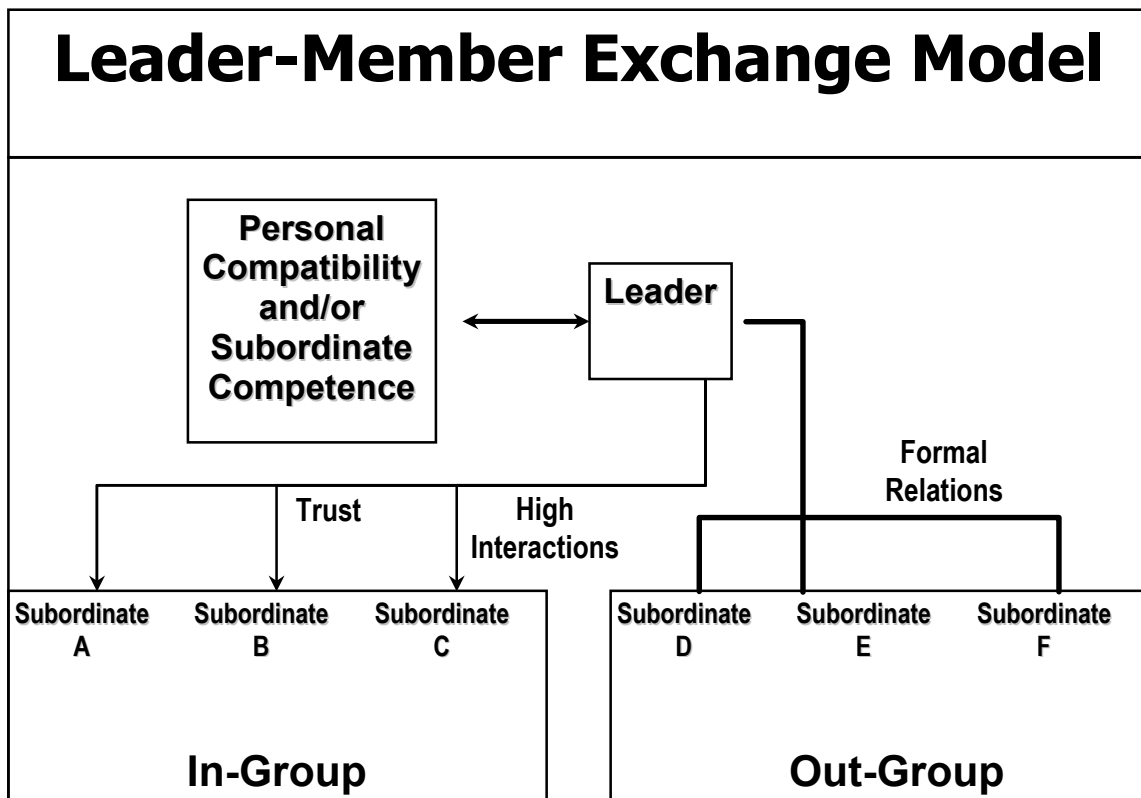 Leader-Member Exchange Model
Personal
Compatibility
and/or
Subordinate
Competence
Leader
Formal
Relations
Trust
High
Interactions
Subordinate
A
Subordinate
B
Subordinate
C
Subordinate
D
Subordinate
E
Subordinate
F
In-Group
Out-Group